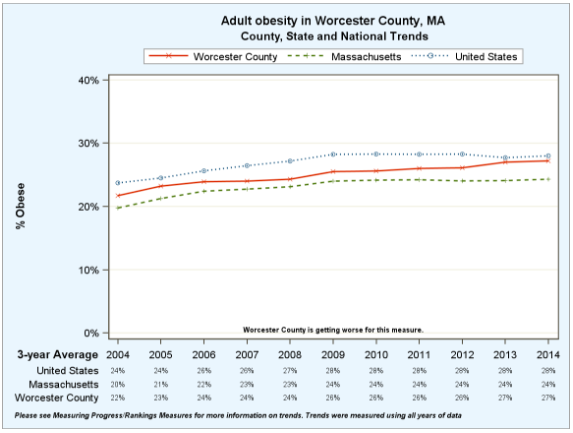 Adult obesity in Worcester County, MA
County, State and National Trends
Worcester County Massachusetts United States
40%
30%
20%
10%
0%
% Obese
Worcester County is getting worse for this measure.
3-year Average 2004 2005 2006 2007 2008 2009 2010 2011 2012 2013 2014
United States 24% 24% 26% 26% 27% 28% 28% 28% 28% 28% 28%
Massachusetts 20% 21% 22% 23% 23% 24% 24% 24% 24% 24% 24%
Worcester County 22% 23% 24% 24% 24% 26% 26% 26% 26% 27% 27%
Please see Measuring Progress/Rankings Measures for more information on trends. Trends were measured using all years of data